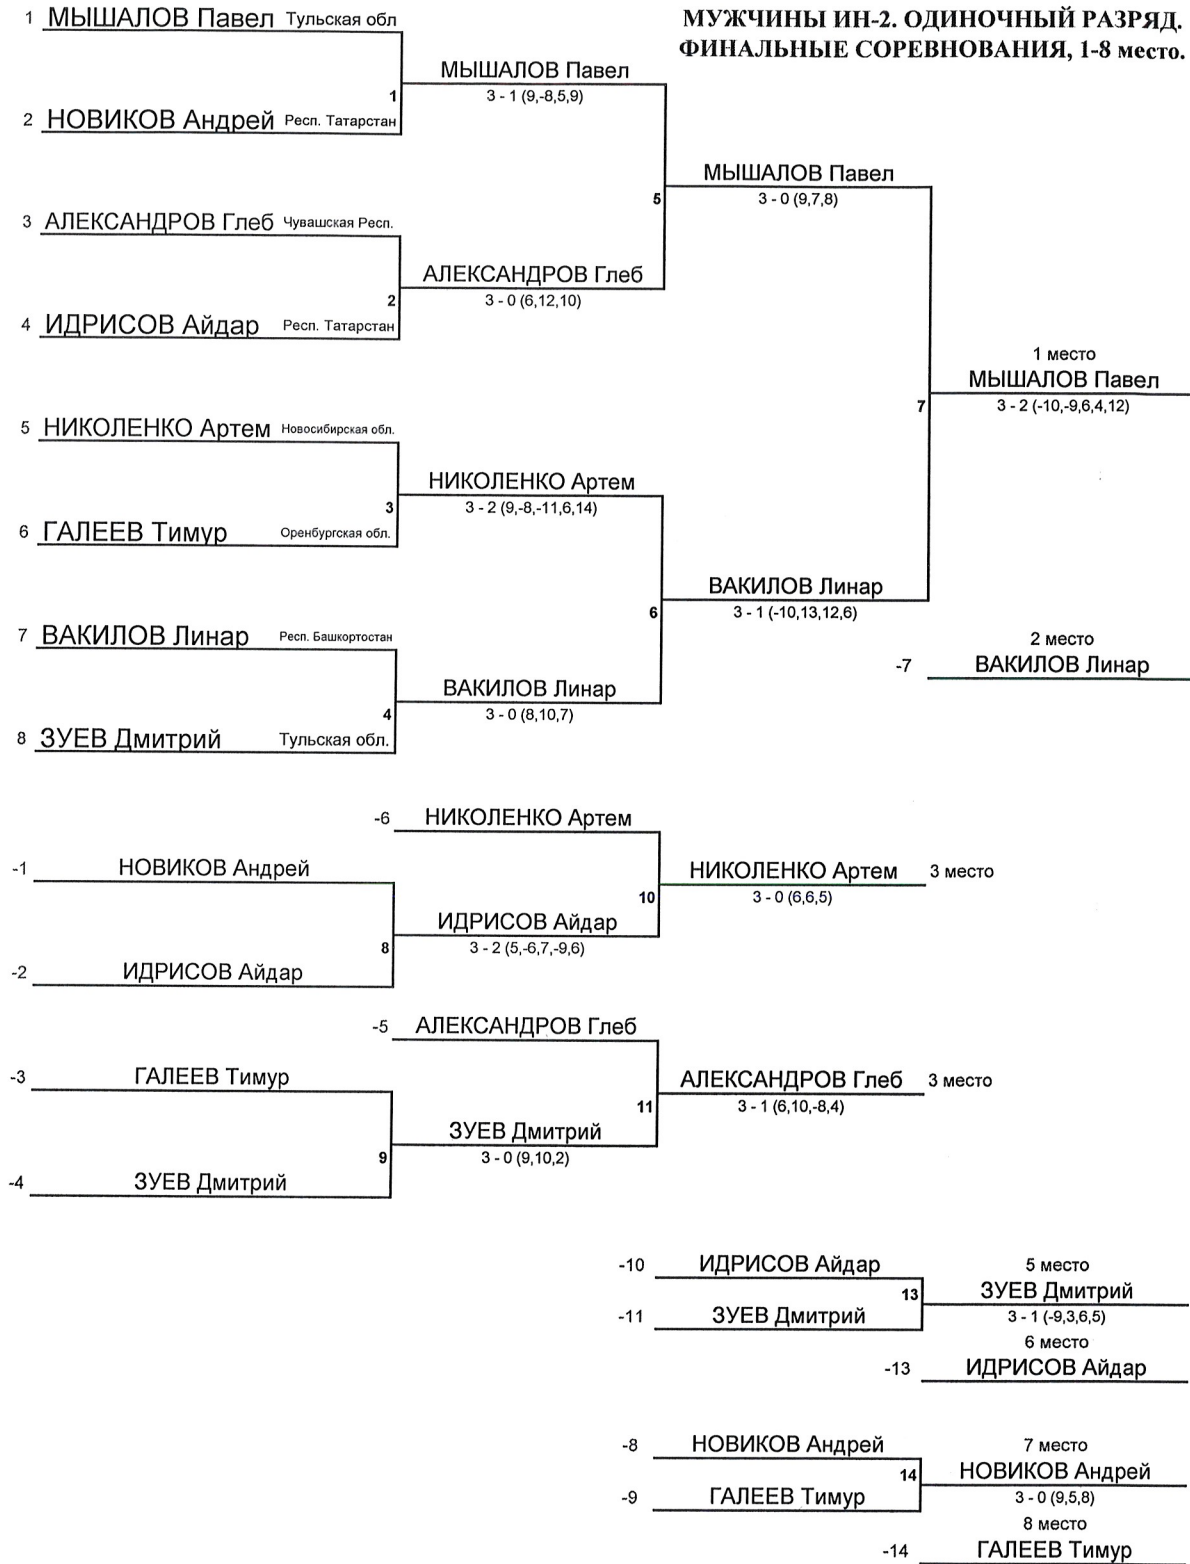 МУЖЧИНЫ ИН-2. ОДИНОЧНЫЙ РАЗРЯД.
ФИНАЛЬНЫЕ СОРЕВНОВАНИЯ, 1-8 место.
1 МЫШАЛОВ Павел Тульская обл
МЫШАЛОВ Павел
1 3 - 1 (9,-8,5,9)
2 НОВИКОВ Андрей Респ. Татарстан
МЫШАЛОВ Павел
5 3 - 0 (9,7,8)
3 АЛЕКСАНДРОВ Глеб Чувашская Респ.
АЛЕКСАНДРОВ Глеб
2 3 - 0 (6,12,10)
4 ИДРИСОВ Айдар Респ. Татарстан
1 место
МЫШАЛОВ Павел
7 3 - 2 (-10,-9,6,4,12)
5 НИКОЛЕНКО Артем Новосибирская обл.
НИКОЛЕНКО Артем
3 3 - 2 (9,-8,-11,6,14)
6 ГАЛЕЕВ Тимур Оренбургская обл.
ВАКИЛОВ Линар
6 3 - 1 (-10,13,12,6)
7 ВАКИЛОВ Линар Респ. Башкортостан
2 место
-7 ВАКИЛОВ Линар
ВАКИЛОВ Линар
4 3 - 0 (8,10,7)
8 ЗУЕВ Дмитрий Тульская обл.
-6 НИКОЛЕНКО Артем
-1 НОВИКОВ Андрей
НИКОЛЕНКО Артем 3 место
10 3 - 0 (6,6,5)
ИДРИСОВ Айдар
8 3 - 2 (5,-6,7,-9,6)
-2 ИДРИСОВ Айдар
-5 АЛЕКСАНДРОВ Глеб
-3 ГАЛЕЕВ Тимур
АЛЕКСАНДРОВ Глеб 3 место
11 3 - 1 (6,10,-8,4)
ЗУЕВ Дмитрий
9 3 - 0 (9,10,2)
-4 ЗУЕВ Дмитрий
-10 ИДРИСОВ Айдар 5 место
13 ЗУЕВ Дмитрий
-11 ЗУЕВ Дмитрий 3 - 1 (-9,3,6,5)
6 место
-13 ИДРИСОВ Айдар
-8 НОВИКОВ Андрей 7 место
14 НОВИКОВ Андрей
-9 ГАЛЕЕВ Тимур 3 - 0 (9,5,8)
8 место
-14 ГАЛЕЕВ Тимур